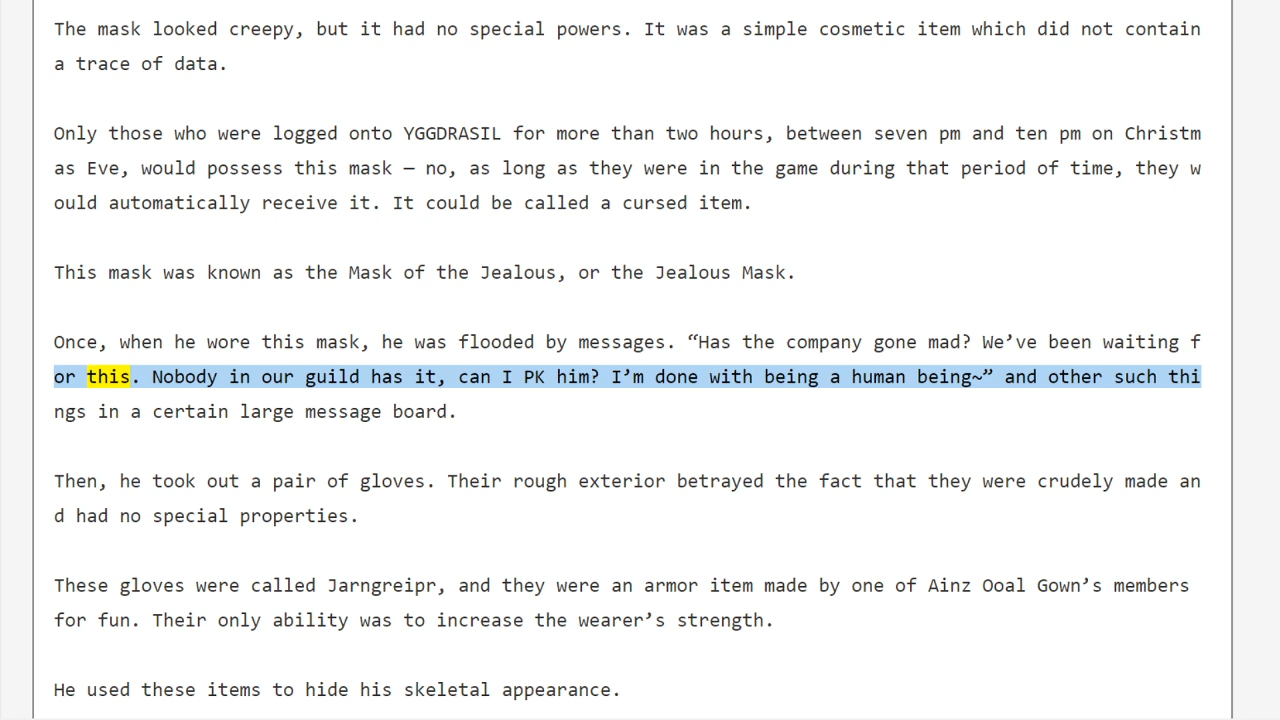 The mask looked creepy, but it had no special powers. It was a simple cosmetic item which did not contain
a trace of data.
Only those who were logged onto YGGDRASIL for more than two hours, between seven pm and ten pm on Christm
as Eve, would possess this mask — no, as long as they were in the game during that period of time, they w
ould automatically receive it. It could be called a cursed item.
This mask was known as the Mask of the Jealous, or the Jealous Mask.
Once, when he wore this mask, he was flooded by messages. “Has the company gone mad? We’ve been waiting f
or this. Nobody in our guild has it, can I PK him? I’m done with being a human being~” and other such thi
ngs in a certain large message board.
Then, he took out a pair of gloves. Their rough exterior betrayed the fact that they were crudely made an
d had no special properties.
These gloves were called Jarngreipr, and they were an armor item made by one of Ainz Ooal Gown’s members
for fun. Their only ability was to increase the wearer’s strength.
He used these items to hide his skeletal appearance.